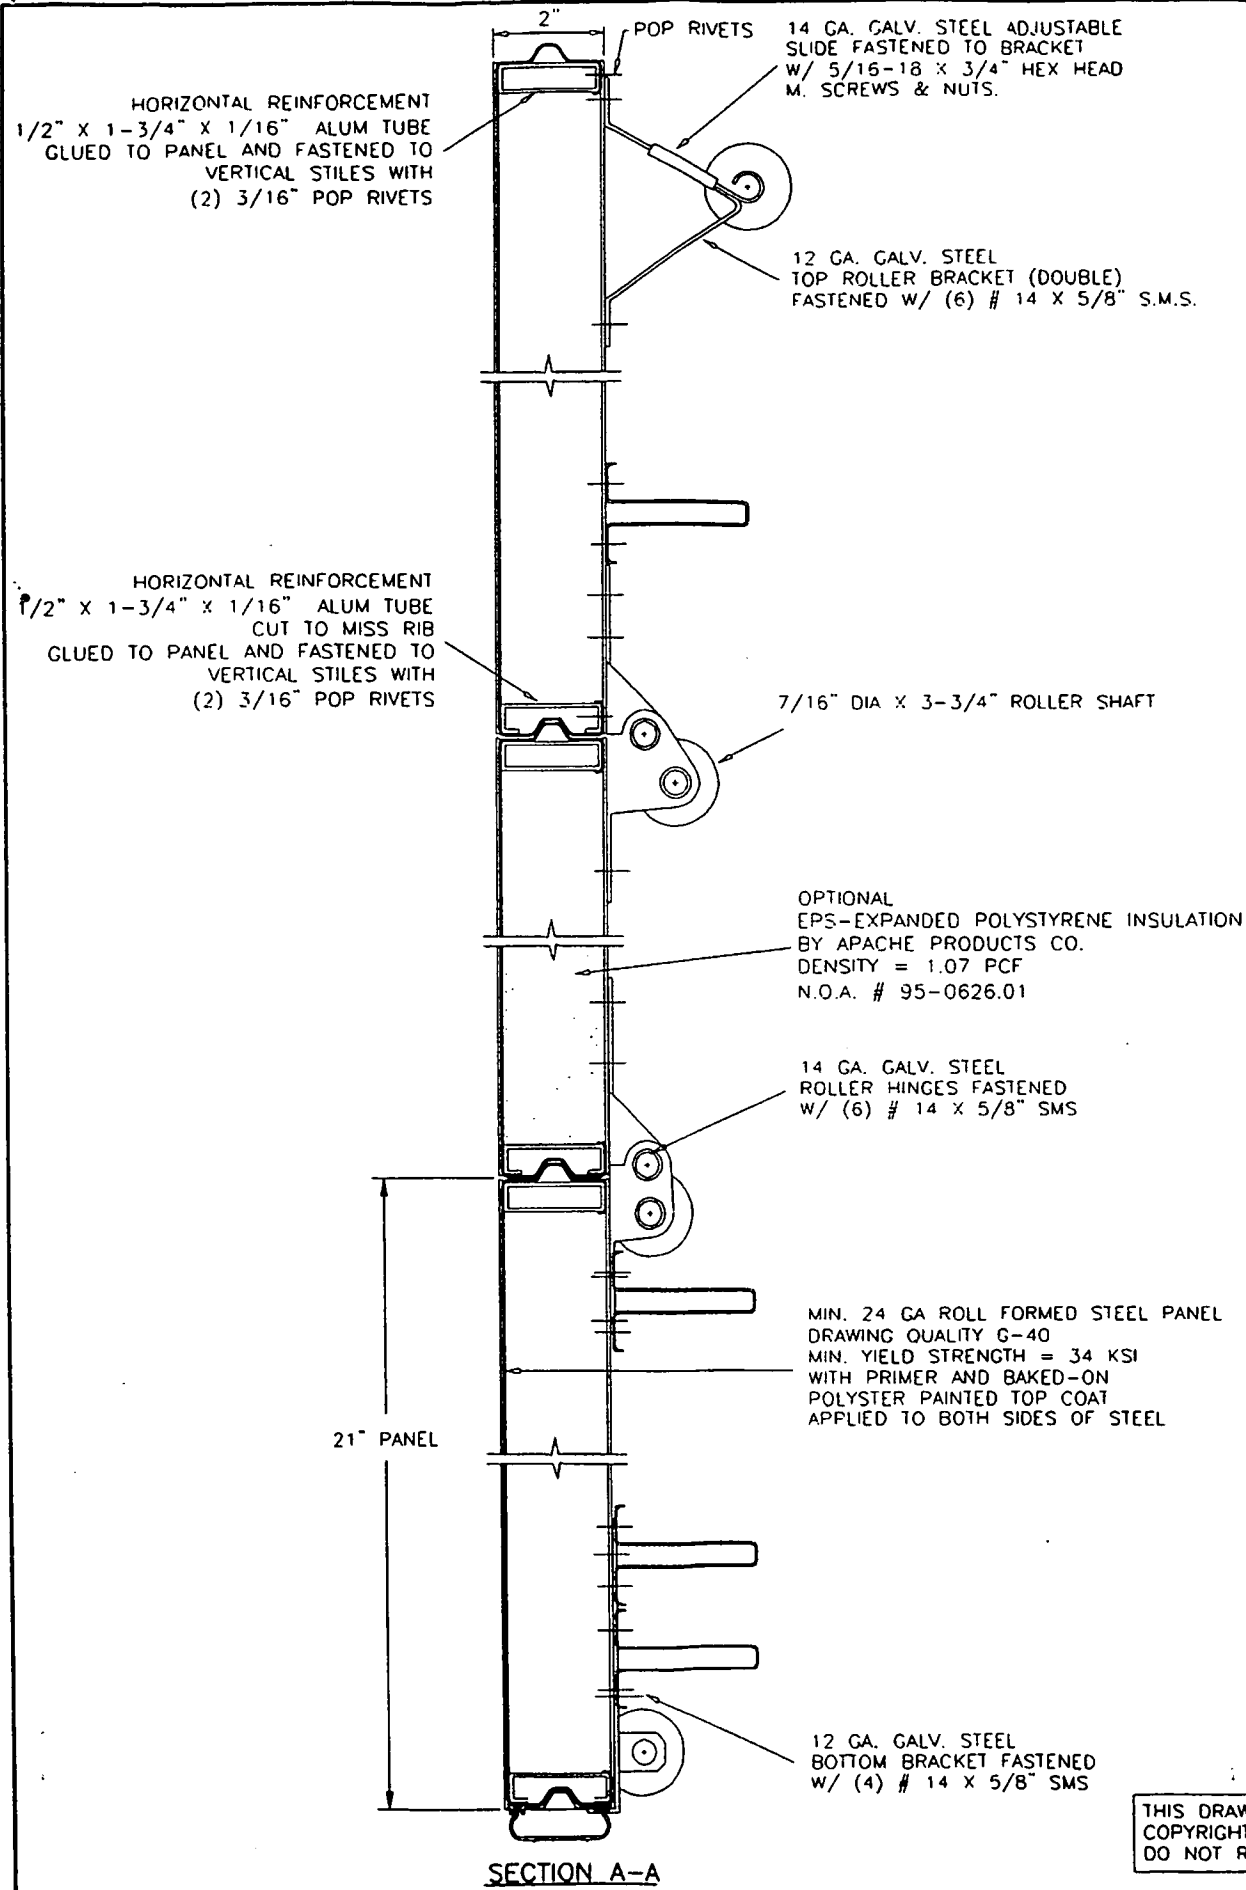 2"
POP RIVETS
14 GA. GALV. STEEL ADJUSTABLE
SLIDE FASTENED TO BRACKET
W/ 5/16-18 X 3/4" HEX HEAD
M. SCREWS & NUTS.
HORIZONTAL REINFORCEMENT
1/2" X 1-3/4" X 1/16" ALUM TUBE
GLUED TO PANEL AND FASTENED TO
VERTICAL STILES WITH
(2) 3/16" POP RIVETS
12 GA. GALV. STEEL
TOP ROLLER BRACKET (DOUBLE)
FASTENED W/ (6) # 14 X 5/8" S.M.S.
HORIZONTAL REINFORCEMENT
1/2" X 1-3/4" X 1/16" ALUM TUBE
CUT TO MISS RIB
GLUED TO PANEL AND FASTENED TO
VERTICAL STILES WITH
(2) 3/16" POP RIVETS
7/16" DIA X 3-3/4" ROLLER SHAFT
OPTIONAL
EPS-EXPANDED POLYSTYRENE INSULATION
BY APACHE PRODUCTS CO.
DENSITY = 1.07 PCF
N.O.A. # 95-0626.01
14 GA. GALV. STEEL
ROLLER HINGES FASTENED
W/ (6) # 14 X 5/8" SMS
MIN. 24 GA ROLL FORMED STEEL PANEL
DRAWING QUALITY G-40
MIN. YIELD STRENGTH = 34 KSI
WITH PRIMER AND BAKED-ON
POLYSTER PAINTED TOP COAT
APPLIED TO BOTH SIDES OF STEEL
21" PANEL
12 GA. GALV. STEEL
BOTTOM BRACKET FASTENED
W/ (4) # 14 X 5/8" SMS
THIS DRAW
COPYRIGHT
DO NOT R
SECTION A-A